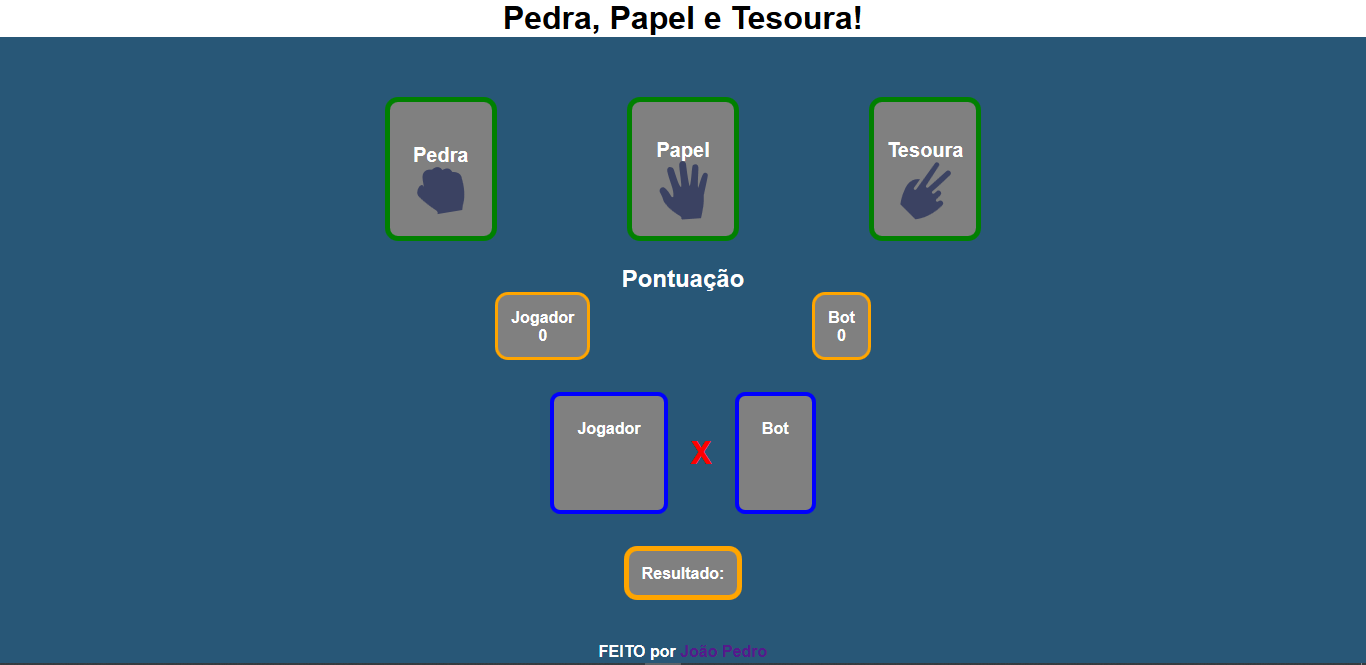 Pedra, Papel e Tesoura!
Pedra
Papel
Tesoura
Pontuação
Jogador
0
Bot
0
Jogador
X
Bot
Resultado:
FEITO por João Pedro